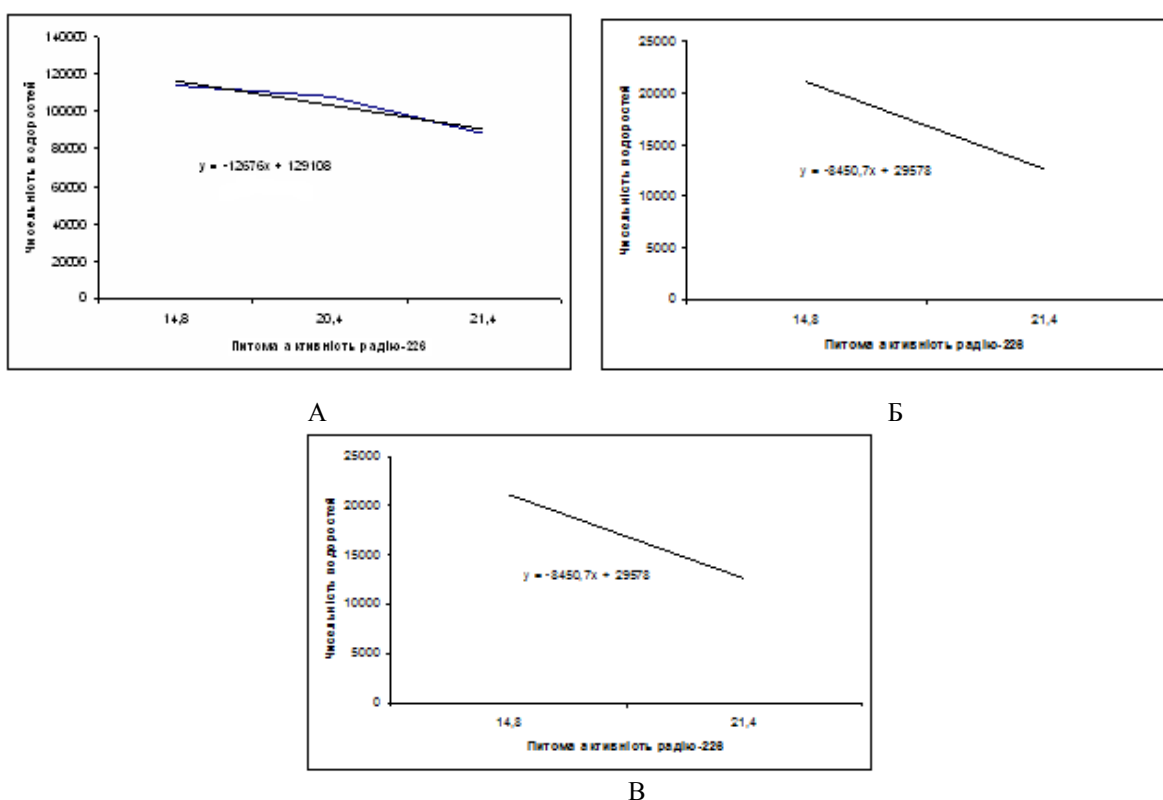 140000
120000
100000
80000
60000
40000
20000
0
Чисельність водоростей
y = -12676x + 129108
14,8 20,4 21,4
Питома активність радію-226
25000
20000
15000
10000
5000
0
Чисельність водоростей
y = -8450,7x + 29578
14,8 21,4
Питома активність радію-226
А Б
25000
20000
15000
10000
5000
0
Чисельність водоростей
y = -8450,7x + 29578
14,8 21,4
Питома активність радію-226
В